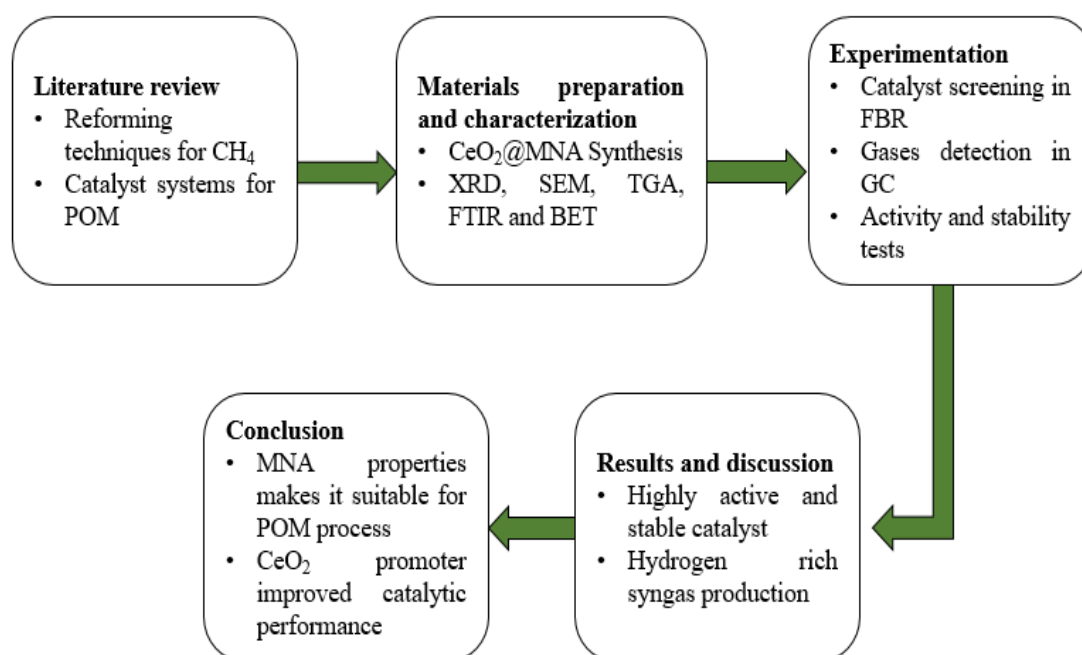 Literature review
• Reforming
techniques for CH₄
• Catalyst systems for
POM
Materials preparation
and characterization
• CeO₂@MNA Synthesis
• XRD, SEM, TGA,
FTIR and BET
Experimentation
• Catalyst screening in
FBR
• Gases detection in
GC
• Activity and stability
tests
Results and discussion
• Highly active and
stable catalyst
• Hydrogen rich
syngas production
Conclusion
• MNA properties
makes it suitable for
POM process
• CeO₂ promoter
improved catalytic
performance